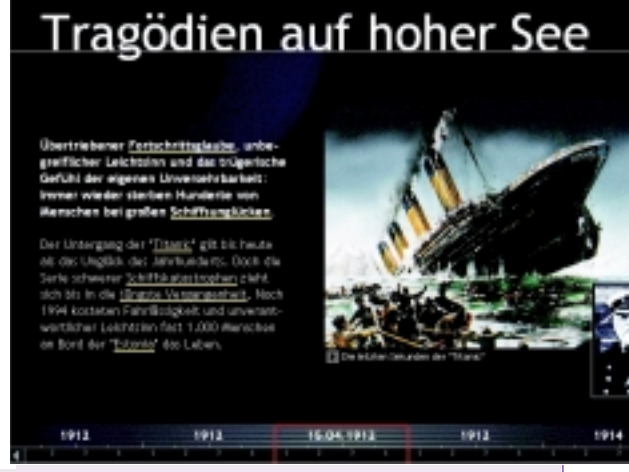 Tragödien auf hoher See
Übertriebener Fortschrittsglaube, unbe-
greiflicher Leichtsinn und das trügerische
Gefühl der eigenen Unversehrbarkeit:
Immer wieder sterben Hunderte von
Menschen bei großen Schiffsunglücken.
Der Untergang der "Titanic" gilt bis heute
als das Unglück des Jahrhunderts. Doch die
Serie schwerer Schiffskatastrophen zieht
sich bis in die jüngste Vergangenheit. Noch
1994 kosteten Fahrlässigkeit und unverant-
wortlicher Leichtsinn fast 1.000 Menschen
an Bord der "Estonia" das Leben.
Die letzten Sekunden der "Titanic"
1912 1912 15.04.1912 1912 1914